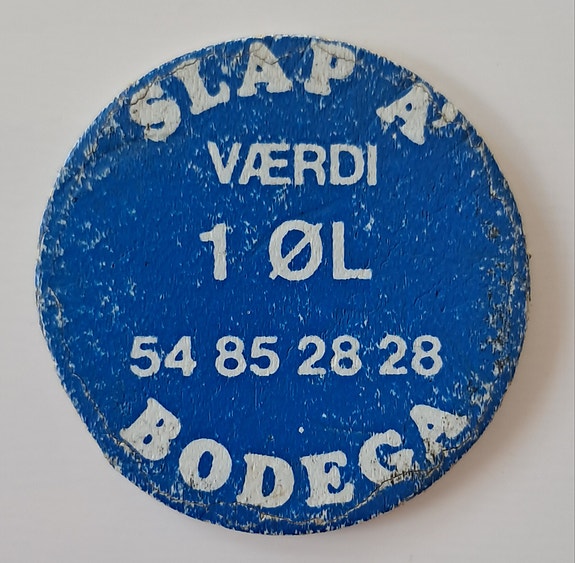 SLAP A'
VÆRDI
1 ØL
54 85 28 28
BODEGA